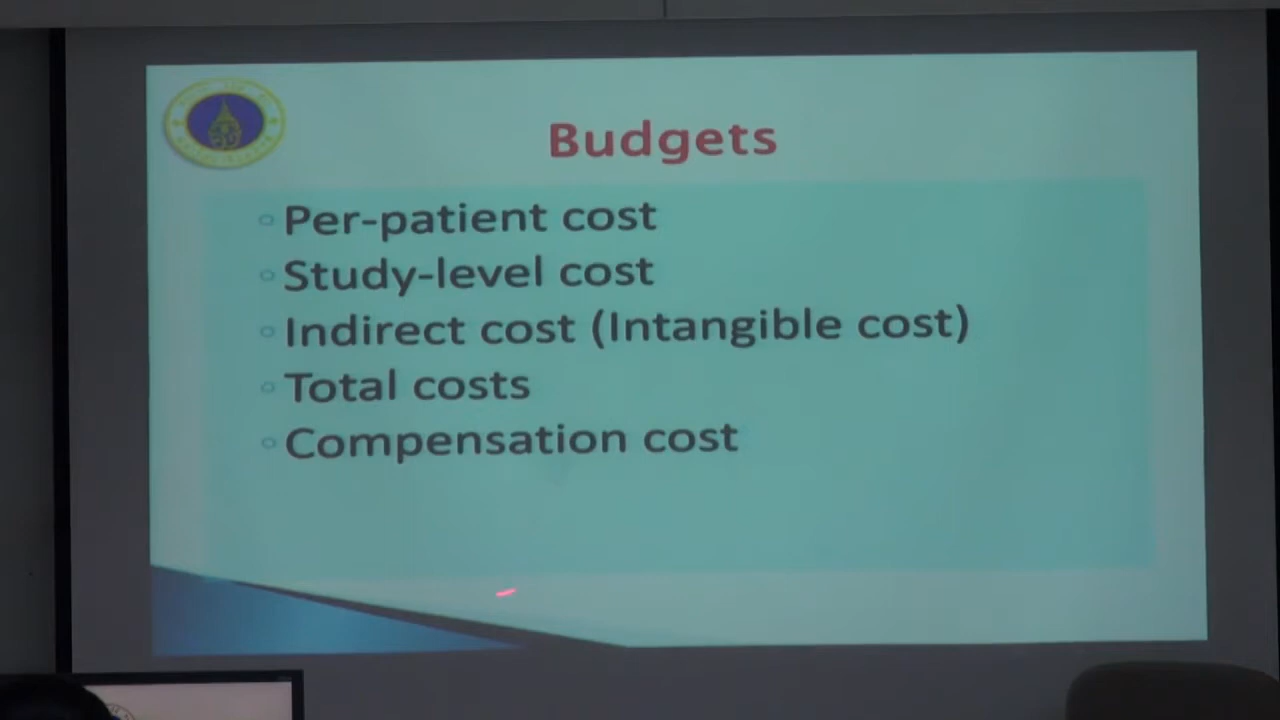 Budgets
Per-patient cost
Study-level cost
Indirect cost (Intangible cost)
Total costs
Compensation cost